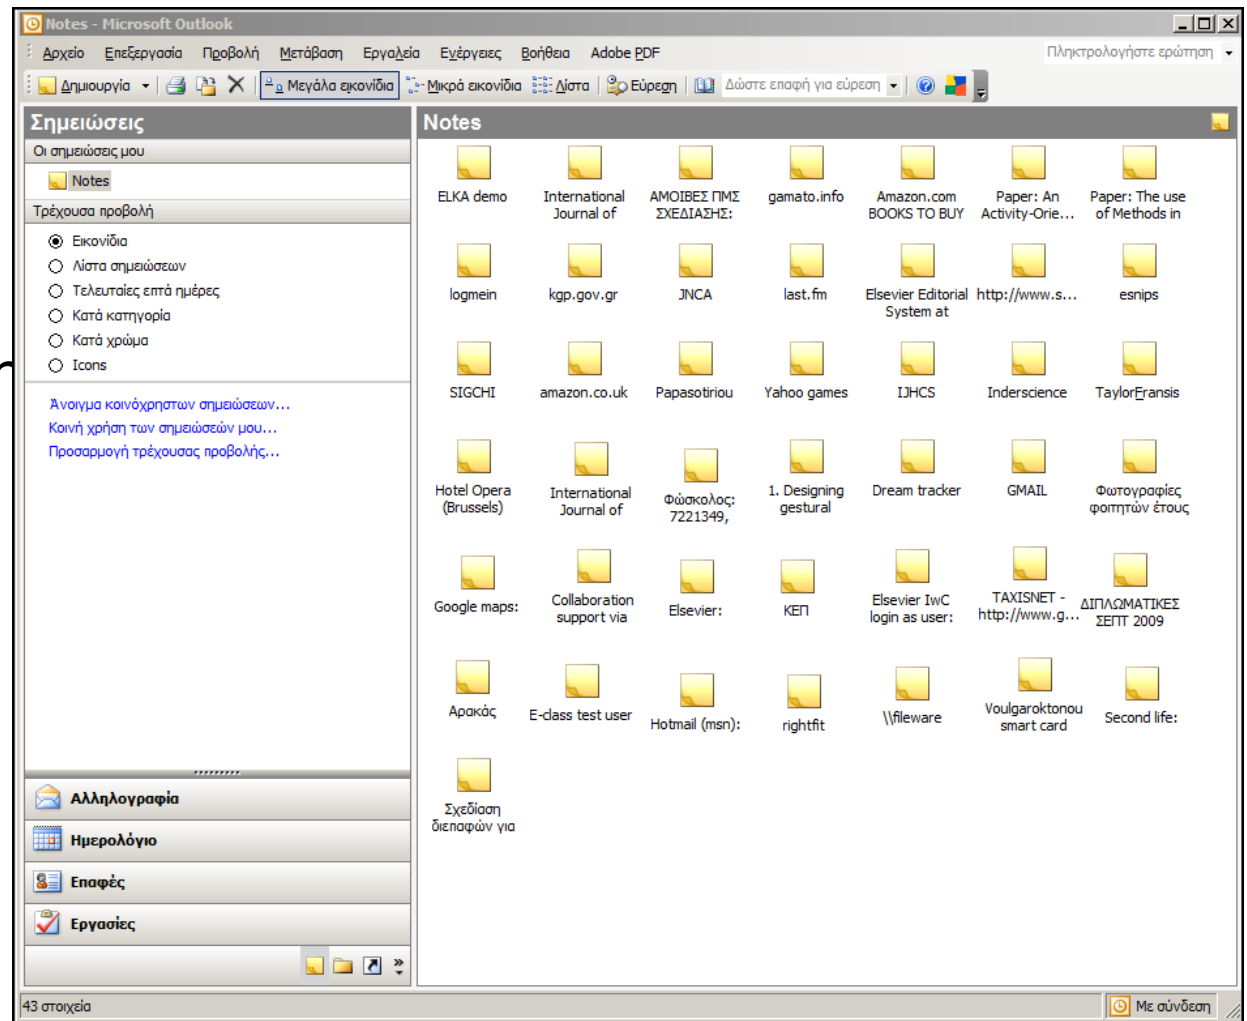 Notes - Microsoft Outlook
Αρχείο Επεξεργασία Προβολή Μετάβαση Εργαλεία Ενέργειες Βοήθεια Adobe PDF Πληκτρολογήστε ερώτηση
Δημιουργία Μεγάλα εικονίδια Μικρά εικονίδια Λίστα Εύρεση Δώστε επαφή για εύρεση
Σημειώσεις
Οι σημειώσεις μου
Notes
Τρέχουσα προβολή
Εικονίδια
Λίστα σημειώσεων
Τελευταίες επτά ημέρες
Κατά κατηγορία
Κατά χρώμα
Icons
Άνοιγμα κοινόχρηστων σημειώσεων...
Κοινή χρήση των σημειώσεών μου...
Προσαρμογή τρέχουσας προβολής...
Αλληλογραφία
Ημερολόγιο
Επαφές
Εργασίες
Notes
ELKA demo
International
Journal of
ΑΜΟΙΒΕΣ ΠΜΣ
ΣΧΕΔΙΑΣΗΣ:
gamato.info
Amazon.com
BOOKS TO BUY
Paper: An
Activity-Orie...
Paper: The use
of Methods in
logmein
kgp.gov.gr
JNCA
last.fm
Elsevier Editorial
System at
http://www.s...
esnips
SIGCHI
amazon.co.uk
Papasotiriou
Yahoo games
IJHCS
Inderscience
TaylorFransis
Hotel Opera
(Brussels)
International
Journal of
Φώσκολος:
7221349,
1. Designing
gestural
Dream tracker
GMAIL
Φωτογραφίες
φοιτητών έτους
Google maps:
Collaboration
support via
Elsevier:
ΚΕΠ
Elsevier IwC
login as user:
TAXISNET -
http://www.g...
ΔΙΠΛΩΜΑΤΙΚΕΣ
ΣΕΠΤ 2009
Αρακάς
E-class test user
Hotmail (msn):
rightfit
\\fileware
Voulgaroktonou
smart card
Second life:
Σχεδίαση
διεπαφών για
43 στοιχεία
Με σύνδεση